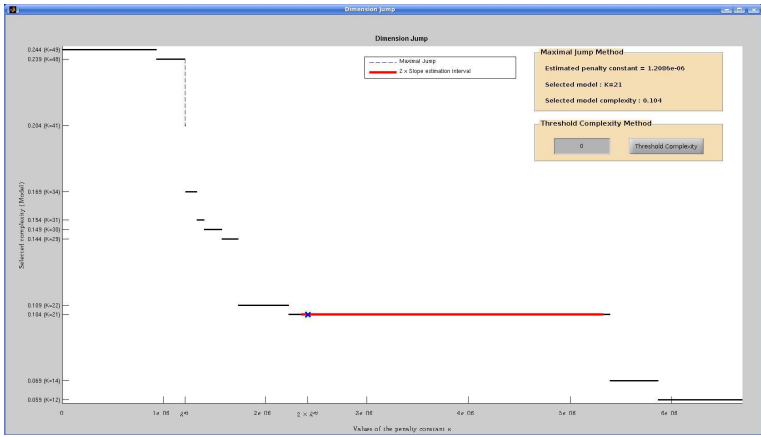 Dimension Jump
Dimension Jump
Maximal Jump
2 x Slope estimation interval
Maximal Jump Method
Estimated penalty constant = 1.2086e-06
Selected model : K=21
Selected model complexity : 0.104
Threshold Complexity Method
0
Threshold Complexity
Selected complexity (Model)
0.244 (K=49)
0.239 (K=48)
0.204 (K=41)
0.169 (K=34)
0.154 (K=31)
0.149 (K=30)
0.144 (K=29)
0.109 (K=22)
0.104 (K=21)
0.069 (K=14)
0.059 (K=12)
0 1e-06 2e-06 3e-06 4e-06 5e-06 6e-06
Values of the penalty constant κ